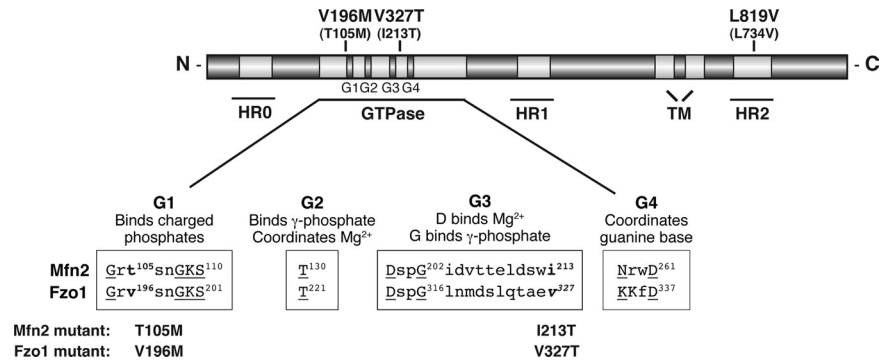 V196M V327T L819V
(T105M) (I213T) (L734V)
N - - C
G1 G2 G3 G4
HR0 GTPase HR1 TM HR2
G1 G2 G3 G4
Binds charged phosphates
Binds γ-phosphate Coordinates Mg²⁺
D binds Mg²⁺ G binds γ-phosphate
Coordinates guanine base
Mfn2 Grt¹⁰⁵snGKS¹¹⁰ T¹³⁰ DspG²⁰²idvtteldswi²¹³ NrwD²⁶¹
Fzo1 Grv¹⁹⁶snGKS²⁰¹ T²²¹ DspG³¹⁶lnmdslqtaev³²⁷ KKfD³³⁷
Mfn2 mutant: T105M I213T
Fzo1 mutant: V196M V327T